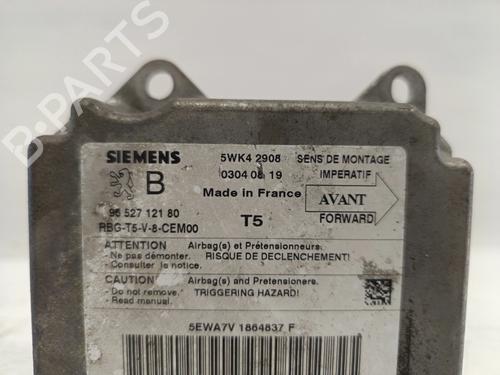 B-PARTS
SIEMENS
5WK4 2908
SENS DE MONTAGE
B
0304 08 19
IMPERATIF
Made in France
AVANT
96 527 121 80
T5
FORWARD
RBG-T5-V-8-CEM00
ATTENTION Airbag(s) et Prétensionneurs.
- Ne pas démonter. RISQUE DE DECLENCHEMENT!
- Consulter la notice.
CAUTION Airbag(s) and Pretensioners.
- Do not remove. TRIGGERING HAZARD!
- Read manual.
5EWA7V 1864837 F